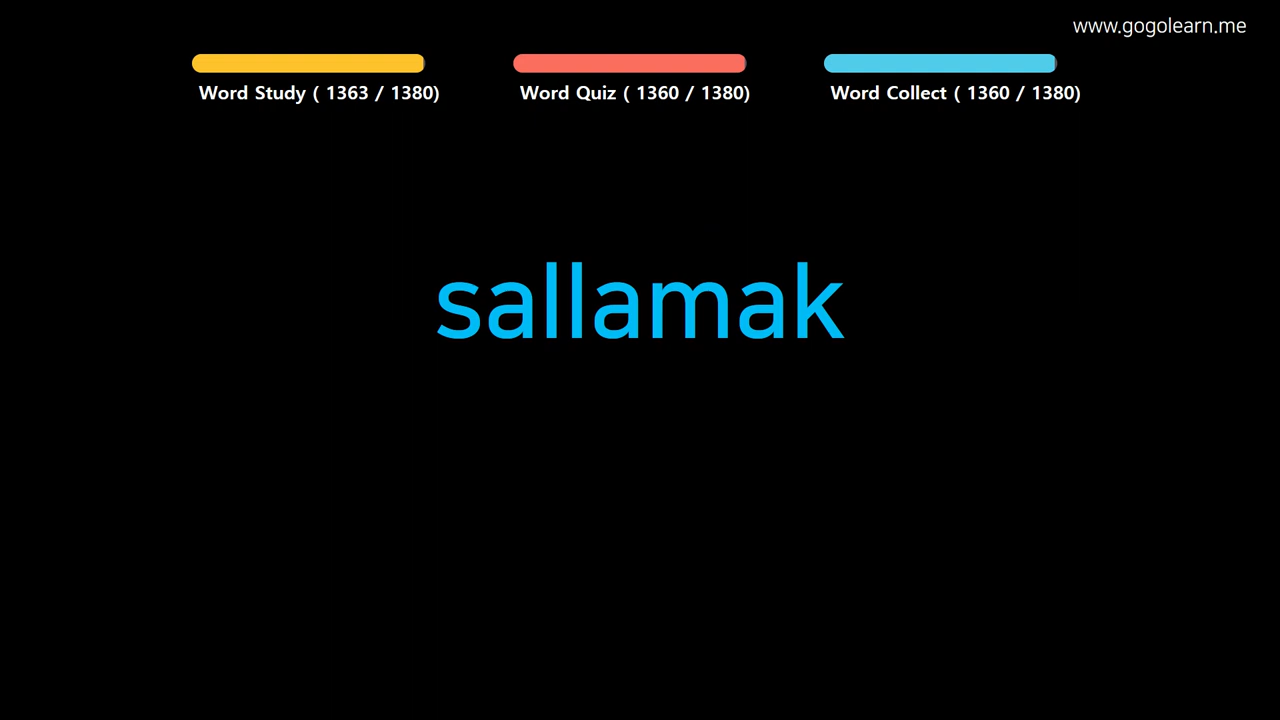 www.gogolearn.me
Word Study ( 1363 / 1380)
Word Quiz ( 1360 / 1380)
Word Collect ( 1360 / 1380)
sallamak